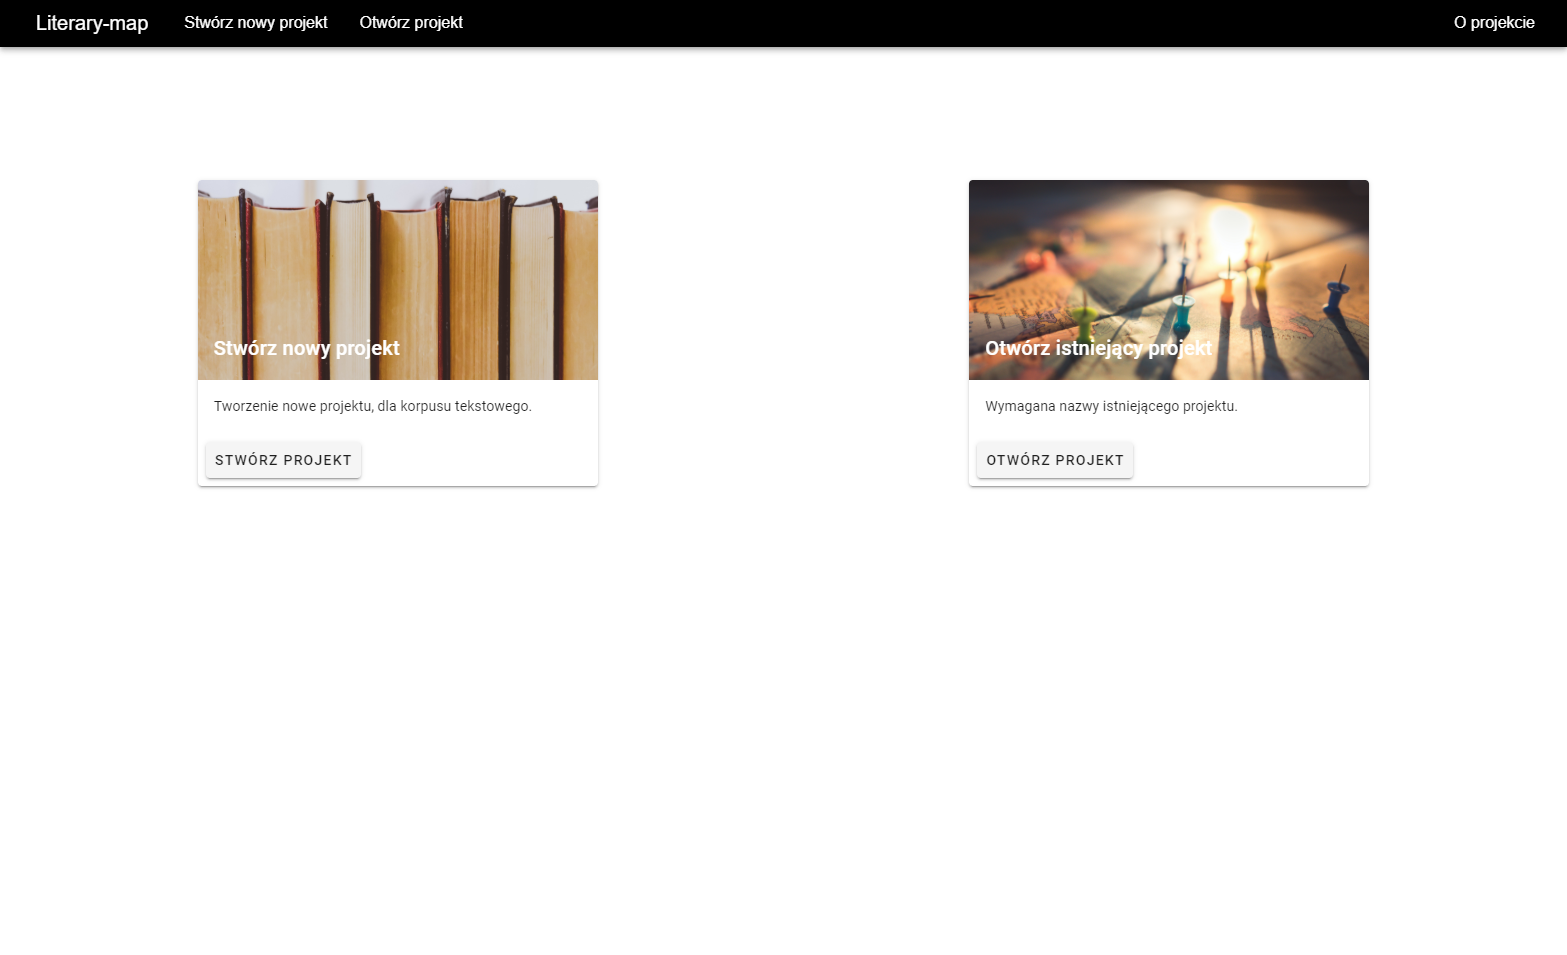 Literary-map Stwórz nowy projekt Otwórz projekt O projekcie
Stwórz nowy projekt
Tworzenie nowe projektu, dla korpusu tekstowego.
STWÓRZ PROJEKT
Otwórz istniejący projekt
Wymagana nazwy istniejącego projektu.
OTWÓRZ PROJEKT